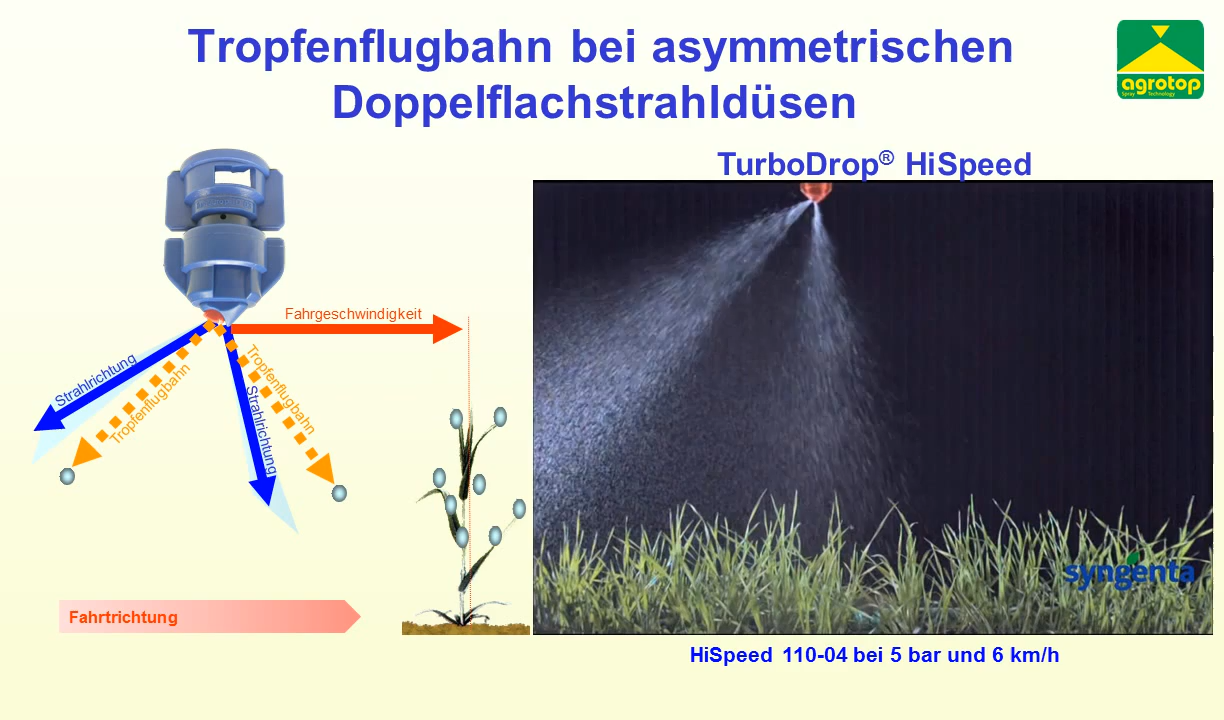 Tropfenflugbahn bei asymmetrischen
Doppelflachstrahldüsen
agrotop
Spray Technology
TurboDrop® HiSpeed
Fahrgeschwindigkeit
Strahlrichtung
Tropfenflugbahn
Tropfenflugbahn
Strahlrichtung
syngenta
Fahrtrichtung
HiSpeed 110-04 bei 5 bar und 6 km/h